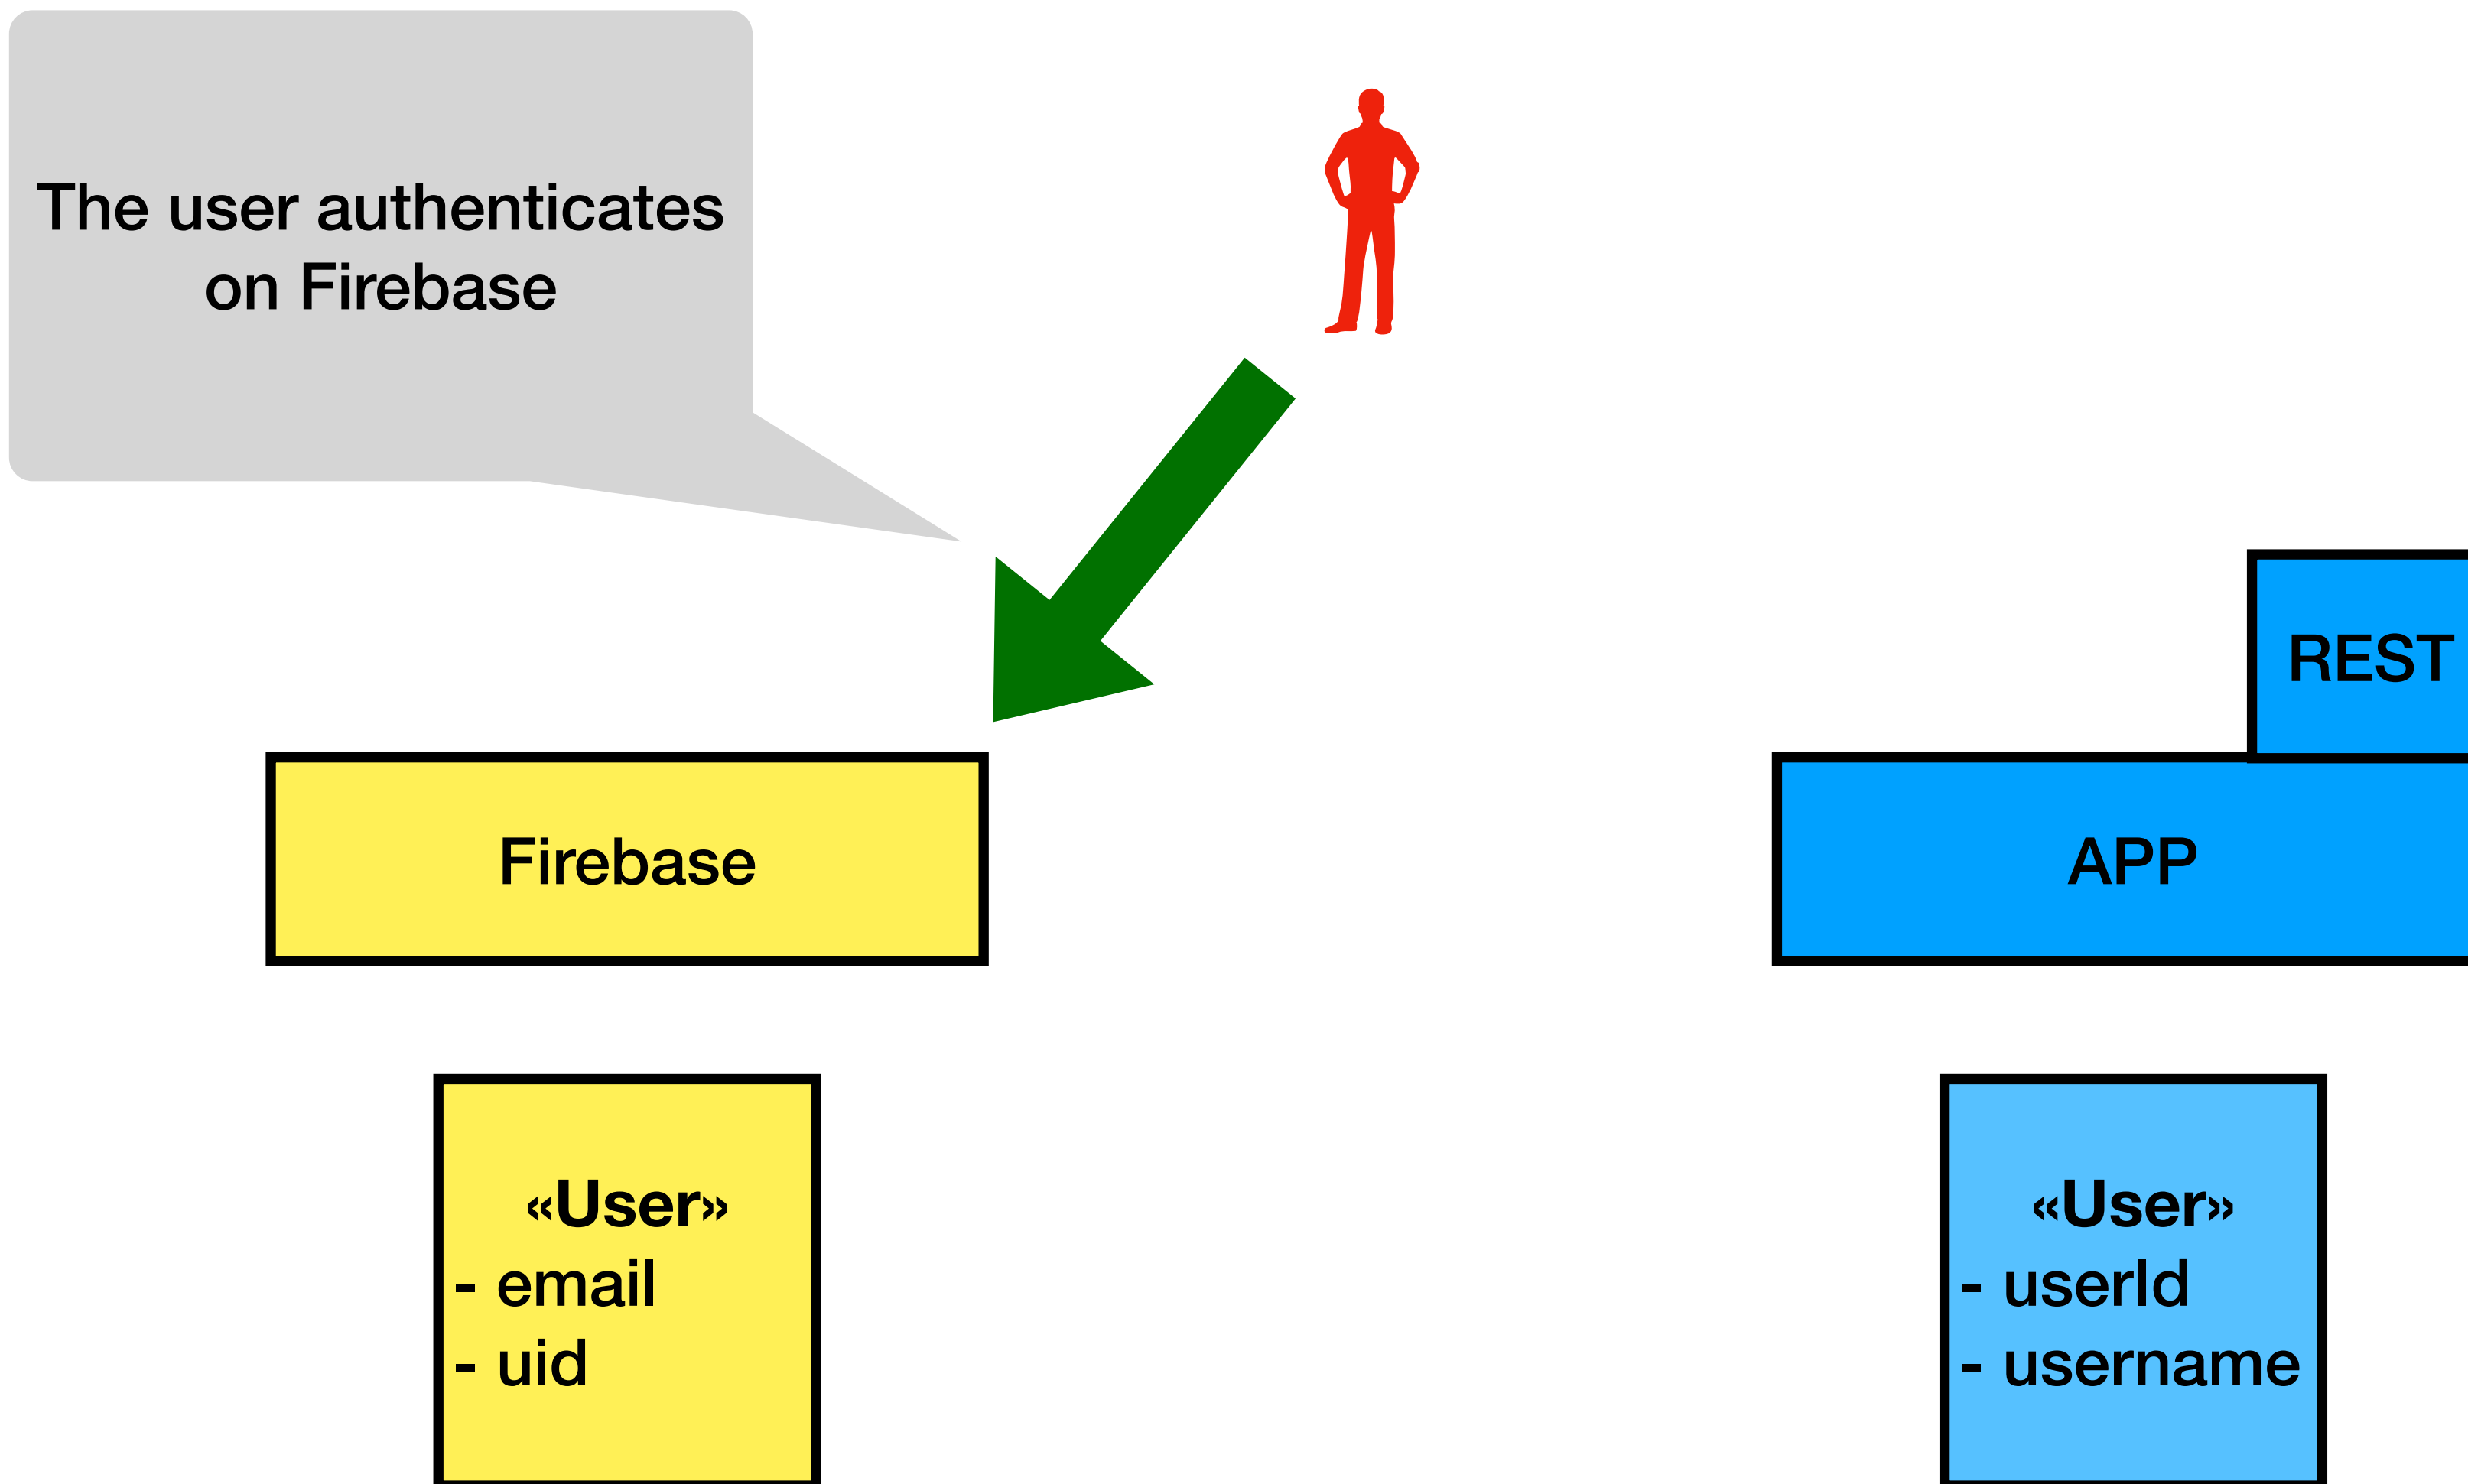 The user authenticates
on Firebase
REST
Firebase
APP
«User»
- email
- uid
«User»
- userId
- username